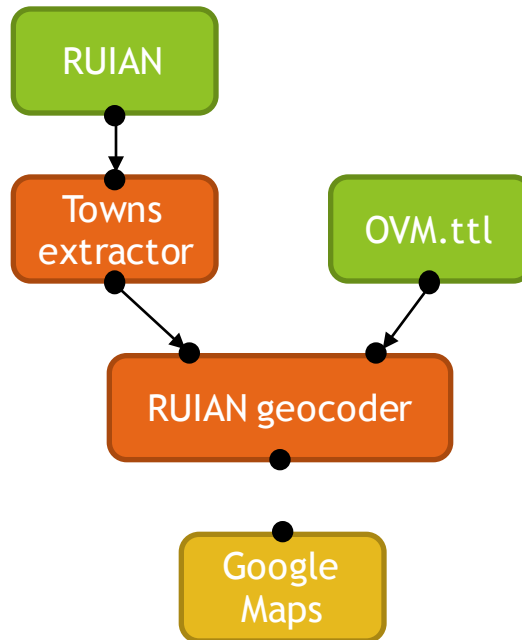 RUIAN
Towns
extractor
OVM.ttl
RUIAN geocoder
Google
Maps